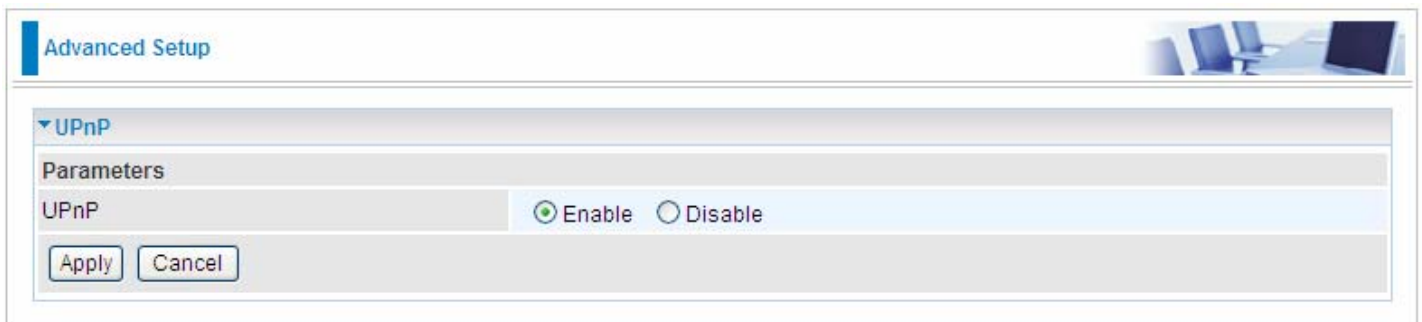 Advanced Setup
UPnP
Parameters
UPnP Enable Disable
Apply Cancel